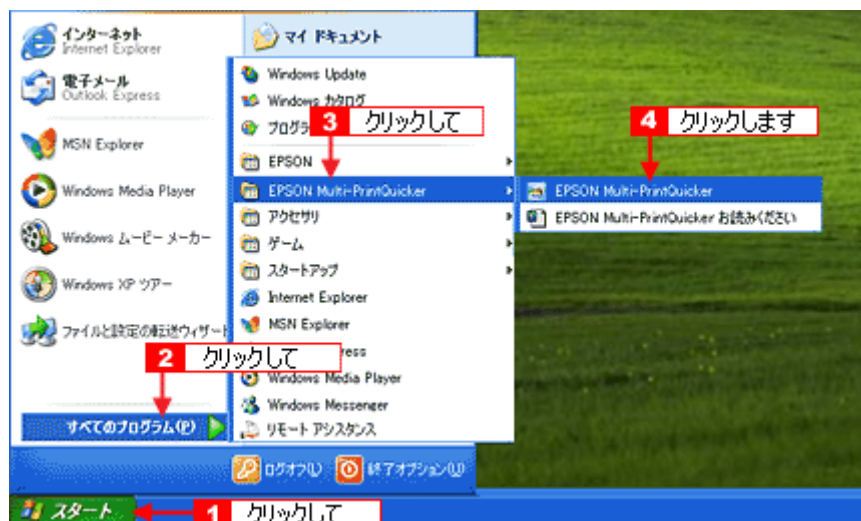 インターネット
Internet Explorer
電子メール
Outlook Express
MSN Explorer
Windows Media Player
Windows ムービー メーカー
Windows XP ツアー
ファイルと設定の転送ウィザード
2 クリックして
すべてのプログラム(P)
マイ ドキュメント
Windows Update
Windows カタログ
プログラ
3 クリックして
EPSON
EPSON Multi-PrintQuicker
アクセサリ
ゲーム
スタートアップ
Internet Explorer
MSN Explorer
ress
Windows Media Player
Windows Messenger
リモート アシスタンス
4 クリックします
EPSON Multi-PrintQuicker
EPSON Multi-PrintQuicker お読みください
ログオフ(L)
終了オプション(U)
スタート
1 クリックして